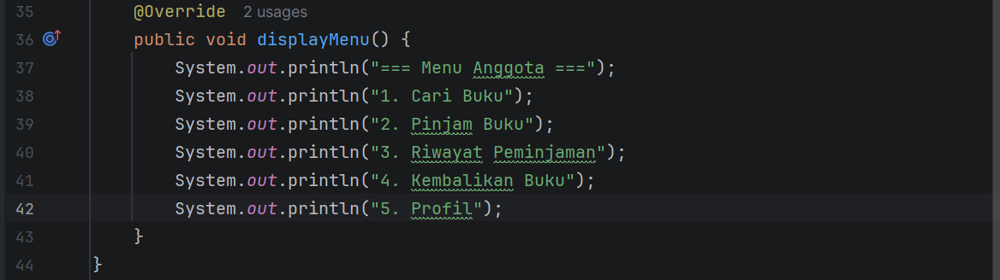 35 @Override 2 usages
36 public void displayMenu() {
37 System.out.println("=== Menu Anggota ===");
38 System.out.println("1. Cari Buku");
39 System.out.println("2. Pinjam Buku");
40 System.out.println("3. Riwayat Peminjaman");
41 System.out.println("4. Kembalikan Buku");
42 System.out.println("5. Profil");
43 }
44 }